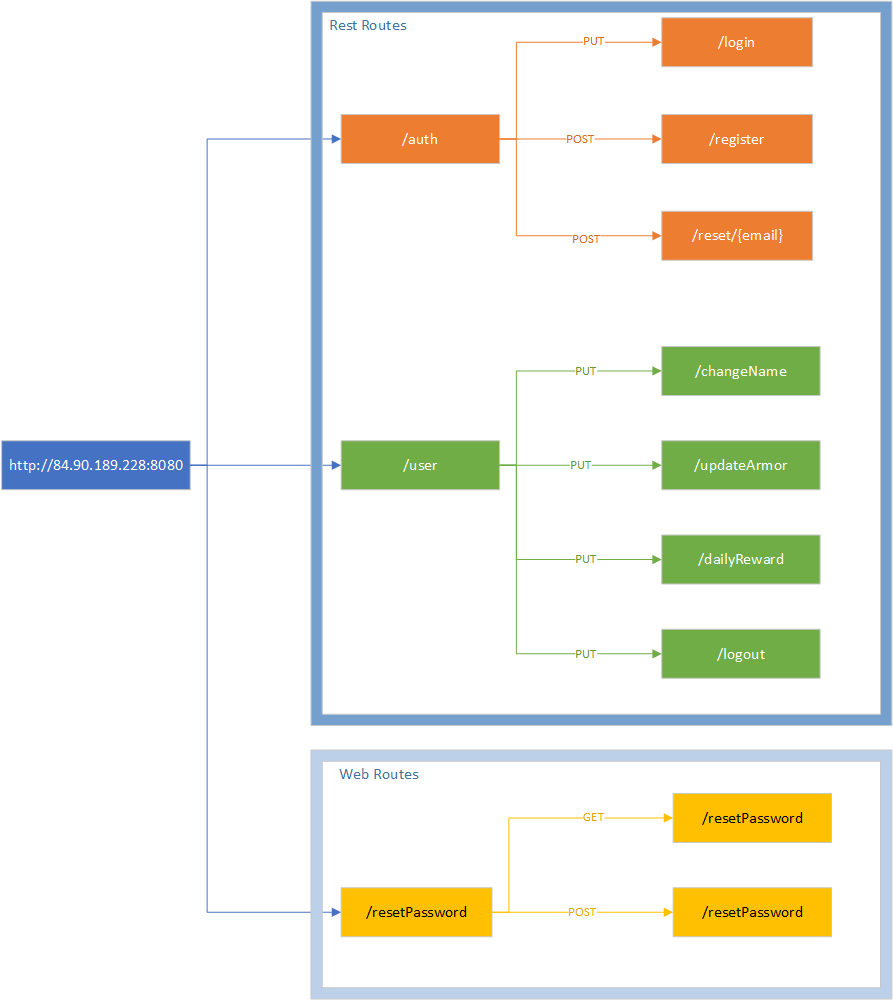 Rest Routes
PUT
/login
/auth
POST
/register
POST
/reset/{email}
PUT
/changeName
http://84.90.189.228:8080
/user
PUT
/updateArmor
PUT
/dailyReward
PUT
/logout
Web Routes
GET
/resetPassword
/resetPassword
POST
/resetPassword